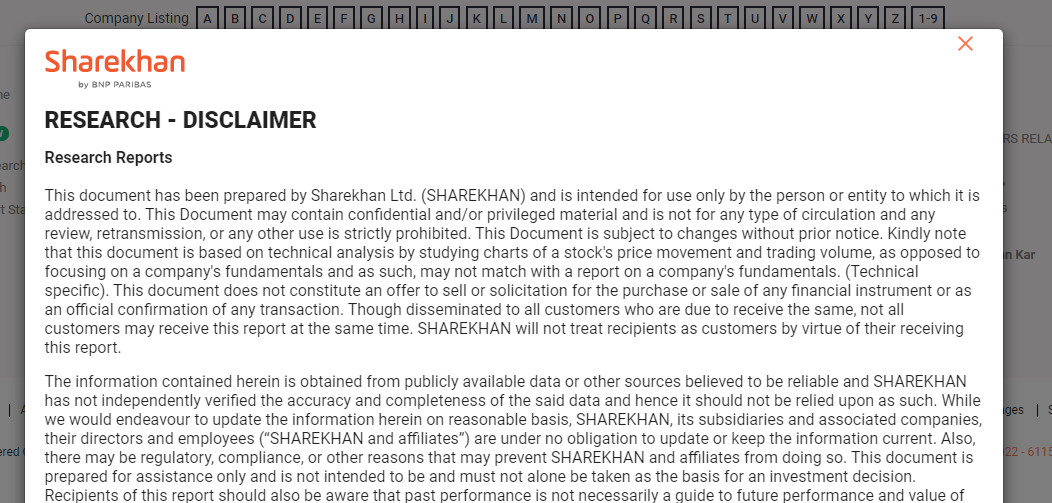 Company Listing A B C D E F G H I J K L M N O P Q R S T U V W X Y Z 1-9
Sharekhan
by BNP PARIBAS
RESEARCH - DISCLAIMER
Research Reports
This document has been prepared by Sharekhan Ltd. (SHAREKHAN) and is intended for use only by the person or entity to which it is
addressed to. This Document may contain confidential and/or privileged material and is not for any type of circulation and any
review, retransmission, or any other use is strictly prohibited. This Document is subject to changes without prior notice. Kindly note
that this document is based on technical analysis by studying charts of a stock's price movement and trading volume, as opposed to
focusing on a company's fundamentals and as such, may not match with a report on a company's fundamentals. (Technical
specific). This document does not constitute an offer to sell or solicitation for the purchase or sale of any financial instrument or as
an official confirmation of any transaction. Though disseminated to all customers who are due to receive the same, not all
customers may receive this report at the same time. SHAREKHAN will not treat recipients as customers by virtue of their receiving
this report.
The information contained herein is obtained from publicly available data or other sources believed to be reliable and SHAREKHAN
has not independently verified the accuracy and completeness of the said data and hence it should not be relied upon as such. While
we would endeavour to update the information herein on reasonable basis, SHAREKHAN, its subsidiaries and associated companies,
their directors and employees (“SHAREKHAN and affiliates”) are under no obligation to update or keep the information current. Also,
there may be regulatory, compliance, or other reasons that may prevent SHAREKHAN and affiliates from doing so. This document is
prepared for assistance only and is not intended to be and must not alone be taken as the basis for an investment decision.
Recipients of this report should also be aware that past performance is not necessarily a guide to future performance and value of